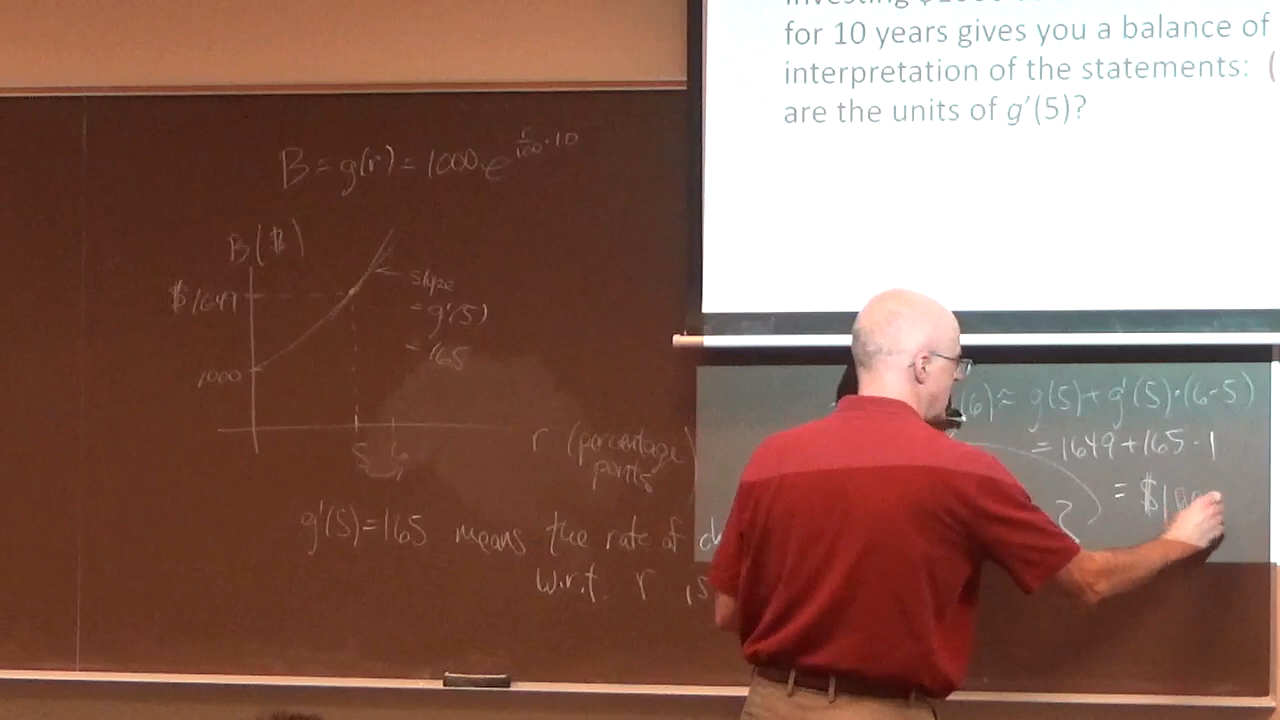 for 10 years gives you a balance of
interpretation of the statements: (
are the units of g′(5)?
B = g(r) = 1000·e^(r/100 · 10)
B($)
$1649
1000
slope
= g'(5)
= 165
5 6
r (percentage
points
g'(5)=165 means the rate of
w.r.t. r is
(6) ≈ g(5)+g'(5)·(6-5)
= 1649+165·1
= $18
?